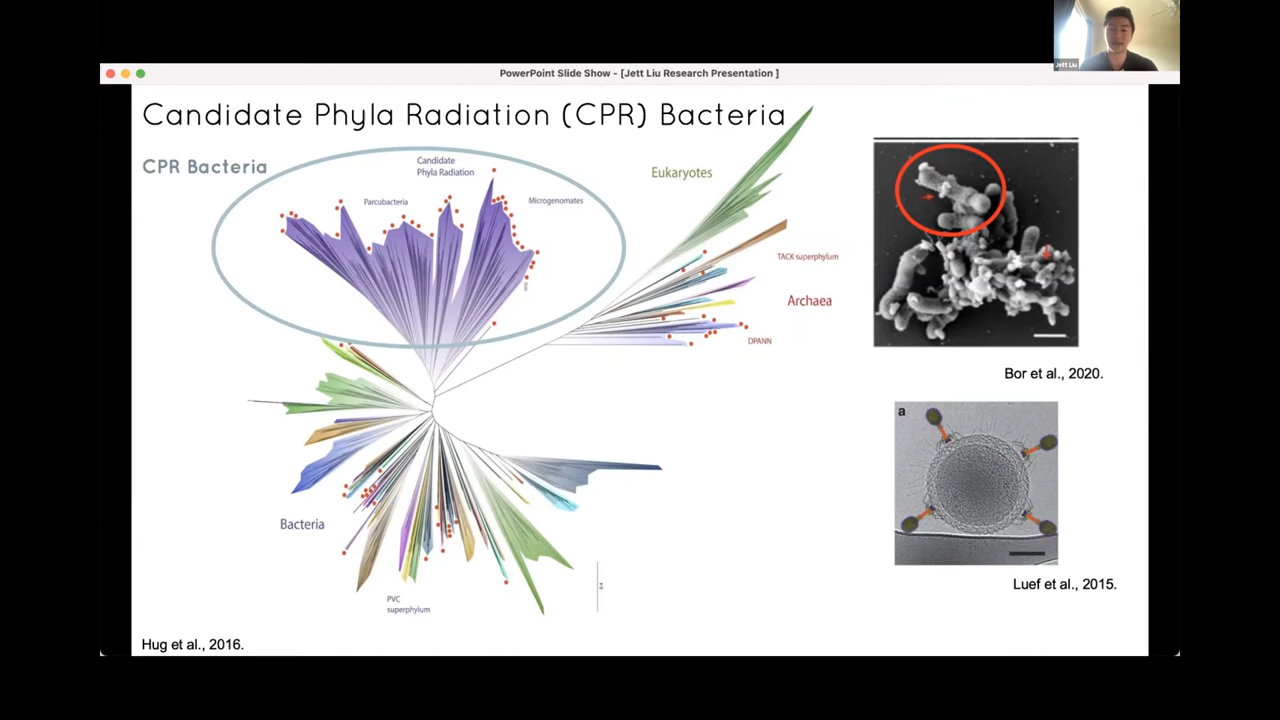 Jett Liu
PowerPoint Slide Show - [Jett Liu Research Presentation ]
Candidate Phyla Radiation (CPR) Bacteria
CPR Bacteria
Candidate
Phyla Radiation
Parcubacteria
Microgenomates
Eukaryotes
TACK superphylum
Archaea
DPANN
Bacteria
PVC
superphylum
Hug et al., 2016.
Bor et al., 2020.
a
Luef et al., 2015.